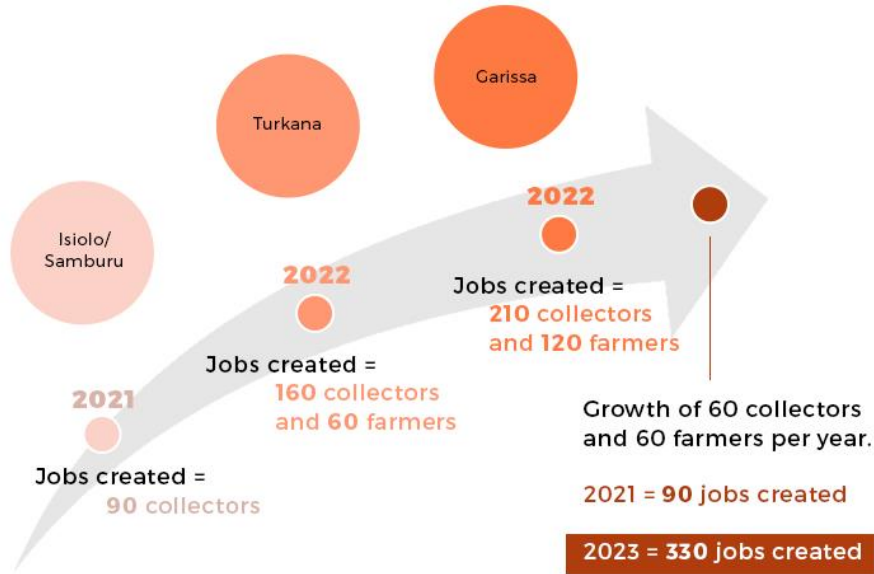 Garissa
Turkana
Isiolo/
Samburu
2021
Jobs created =
90 collectors
2022
Jobs created =
160 collectors
and 60 farmers
2022
Jobs created =
210 collectors
and 120 farmers
Growth of 60 collectors
and 60 farmers per year.
2021 = 90 jobs created
2023 = 330 jobs created